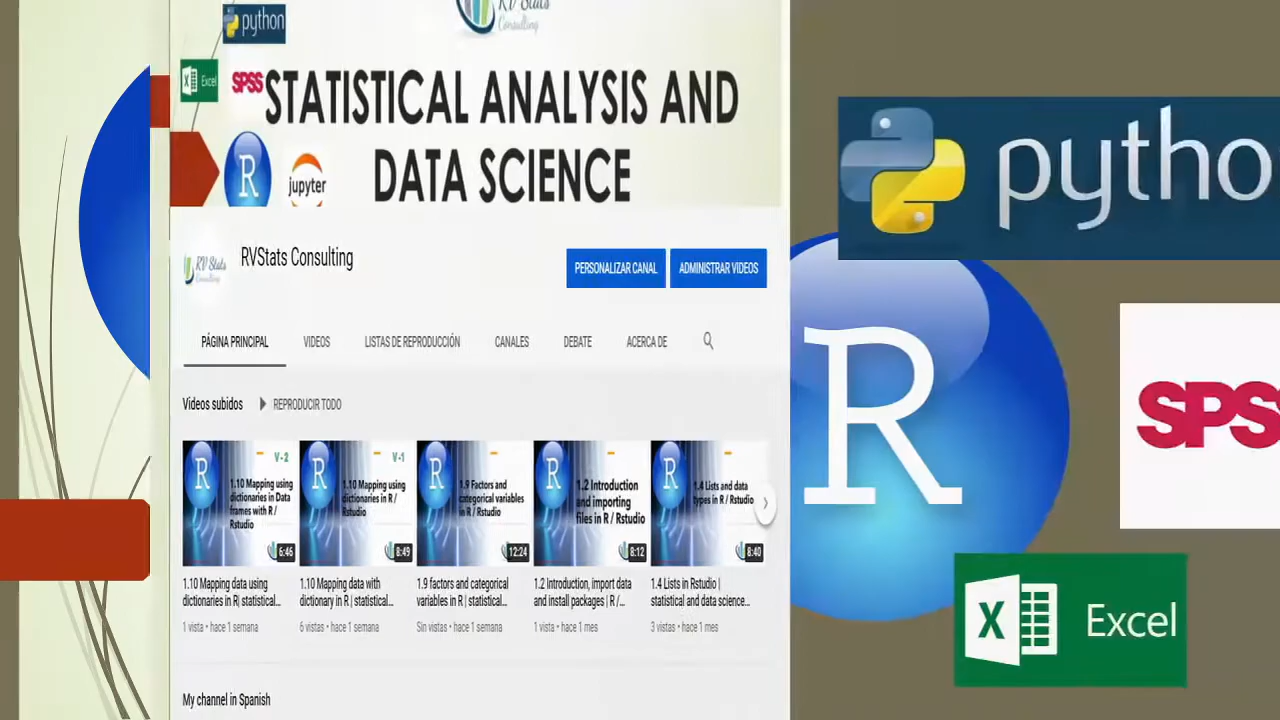 RV Stats
Consulting
python
Excel
SPSS
STATISTICAL ANALYSIS AND
DATA SCIENCE
R
jupyter
RV Stats
Consulting
RVStats Consulting
PERSONALIZAR CANAL
ADMINISTRAR VIDEOS
PÁGINA PRINCIPAL
VIDEOS
LISTAS DE REPRODUCCIÓN
CANALES
DEBATE
ACERCA DE
Videos subidos
REPRODUCIR TODO
R
V-2
1.10 Mapping using
dictionaries in Data
frames with R /
Rstudio
6:46
R
V-1
1.10 Mapping using
dictionaries in R /
Rstudio
8:49
R
1.9 Factors and
categorical variables
in R / Rstudio
12:24
R
1.2 Introduction
and importing
files in R / Rstudio
8:12
R
1.4 Lists and data
types in R / Rstudio
8:40
1.10 Mapping data using
dictionaries in R| statistical...
1 vista • hace 1 semana
1.10 Mapping data with
dictionary in R | statistical...
6 vistas • hace 1 semana
1.9 factors and categorical
variables in R | statistical...
Sin vistas • hace 1 semana
1.2 Introduction, import data
and install packages | R /...
1 vista • hace 1 mes
1.4 Lists in Rstudio |
statistical and data science...
3 vistas • hace 1 mes
My channel in Spanish
pytho
R
SPS
Excel